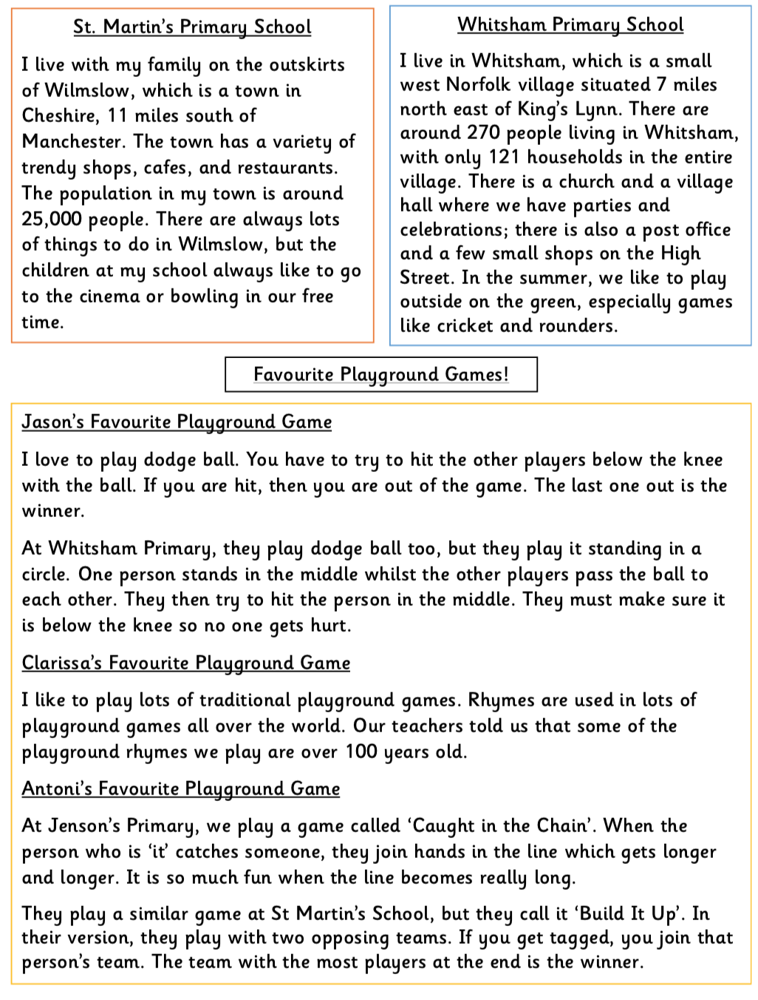 St. Martin's Primary School
I live with my family on the outskirts
of Wilmslow, which is a town in
Cheshire, 11 miles south of
Manchester. The town has a variety of
trendy shops, cafes, and restaurants.
The population in my town is around
25,000 people. There are always lots
of things to do in Wilmslow, but the
children at my school always like to go
to the cinema or bowling in our free
time.
Whitsham Primary School
I live in Whitsham, which is a small
west Norfolk village situated 7 miles
north east of King's Lynn. There are
around 270 people living in Whitsham,
with only 121 households in the entire
village. There is a church and a village
hall where we have parties and
celebrations; there is also a post office
and a few small shops on the High
Street. In the summer, we like to play
outside on the green, especially games
like cricket and rounders.
Favourite Playground Games!
Jason's Favourite Playground Game
I love to play dodge ball. You have to try to hit the other players below the knee
with the ball. If you are hit, then you are out of the game. The last one out is the
winner.
At Whitsham Primary, they play dodge ball too, but they play it standing in a
circle. One person stands in the middle whilst the other players pass the ball to
each other. They then try to hit the person in the middle. They must make sure it
is below the knee so no one gets hurt.
Clarissa's Favourite Playground Game
I like to play lots of traditional playground games. Rhymes are used in lots of
playground games all over the world. Our teachers told us that some of the
playground rhymes we play are over 100 years old.
Antoni's Favourite Playground Game
At Jenson's Primary, we play a game called ‘Caught in the Chain’. When the
person who is ‘it’ catches someone, they join hands in the line which gets longer
and longer. It is so much fun when the line becomes really long.
They play a similar game at St Martin's School, but they call it ‘Build It Up’. In
their version, they play with two opposing teams. If you get tagged, you join that
person's team. The team with the most players at the end is the winner.